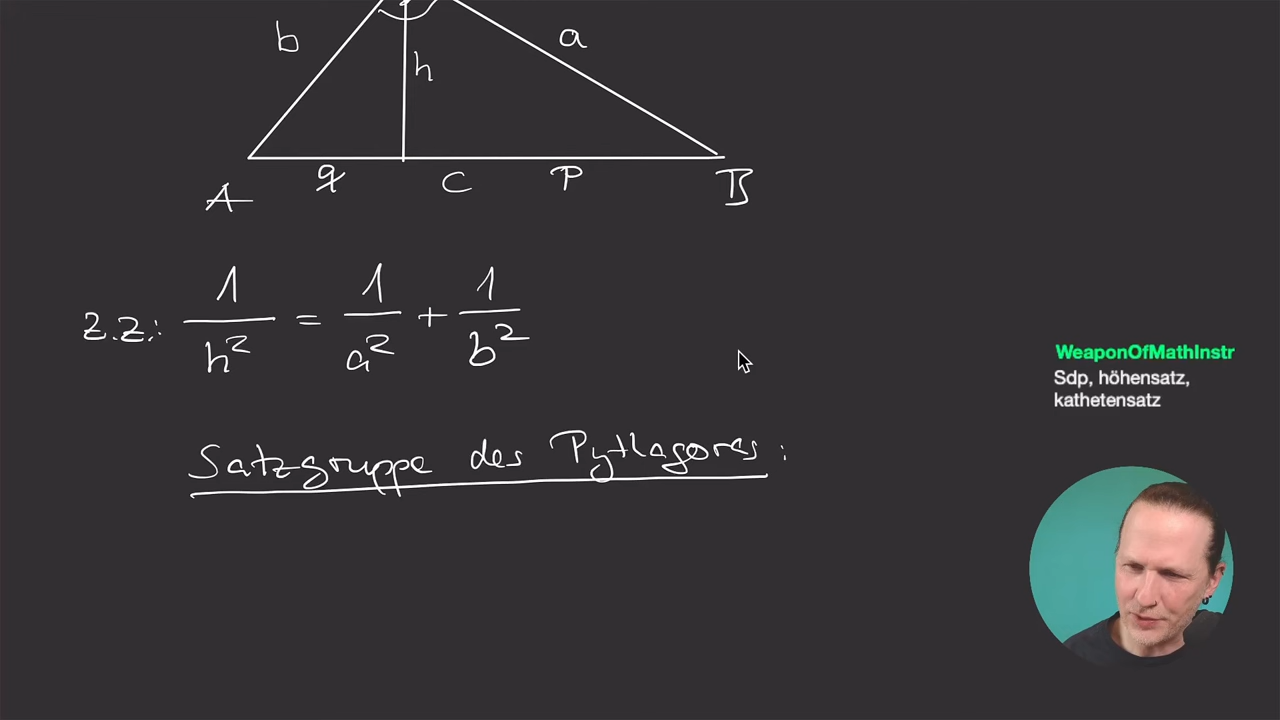 b
a
h
q c p
A B
z.z.: 1/h² = 1/a² + 1/b²
WeaponOfMathInstr
Sdp, höhensatz,
kathetensatz
Satzgruppe des Pythagoras: